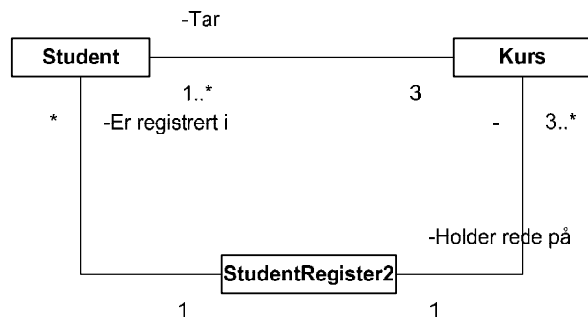 -Tar
Student
Kurs
1..*
3
*
-Er registrert i
-
3..*
-Holder rede på
StudentRegister2
1
1